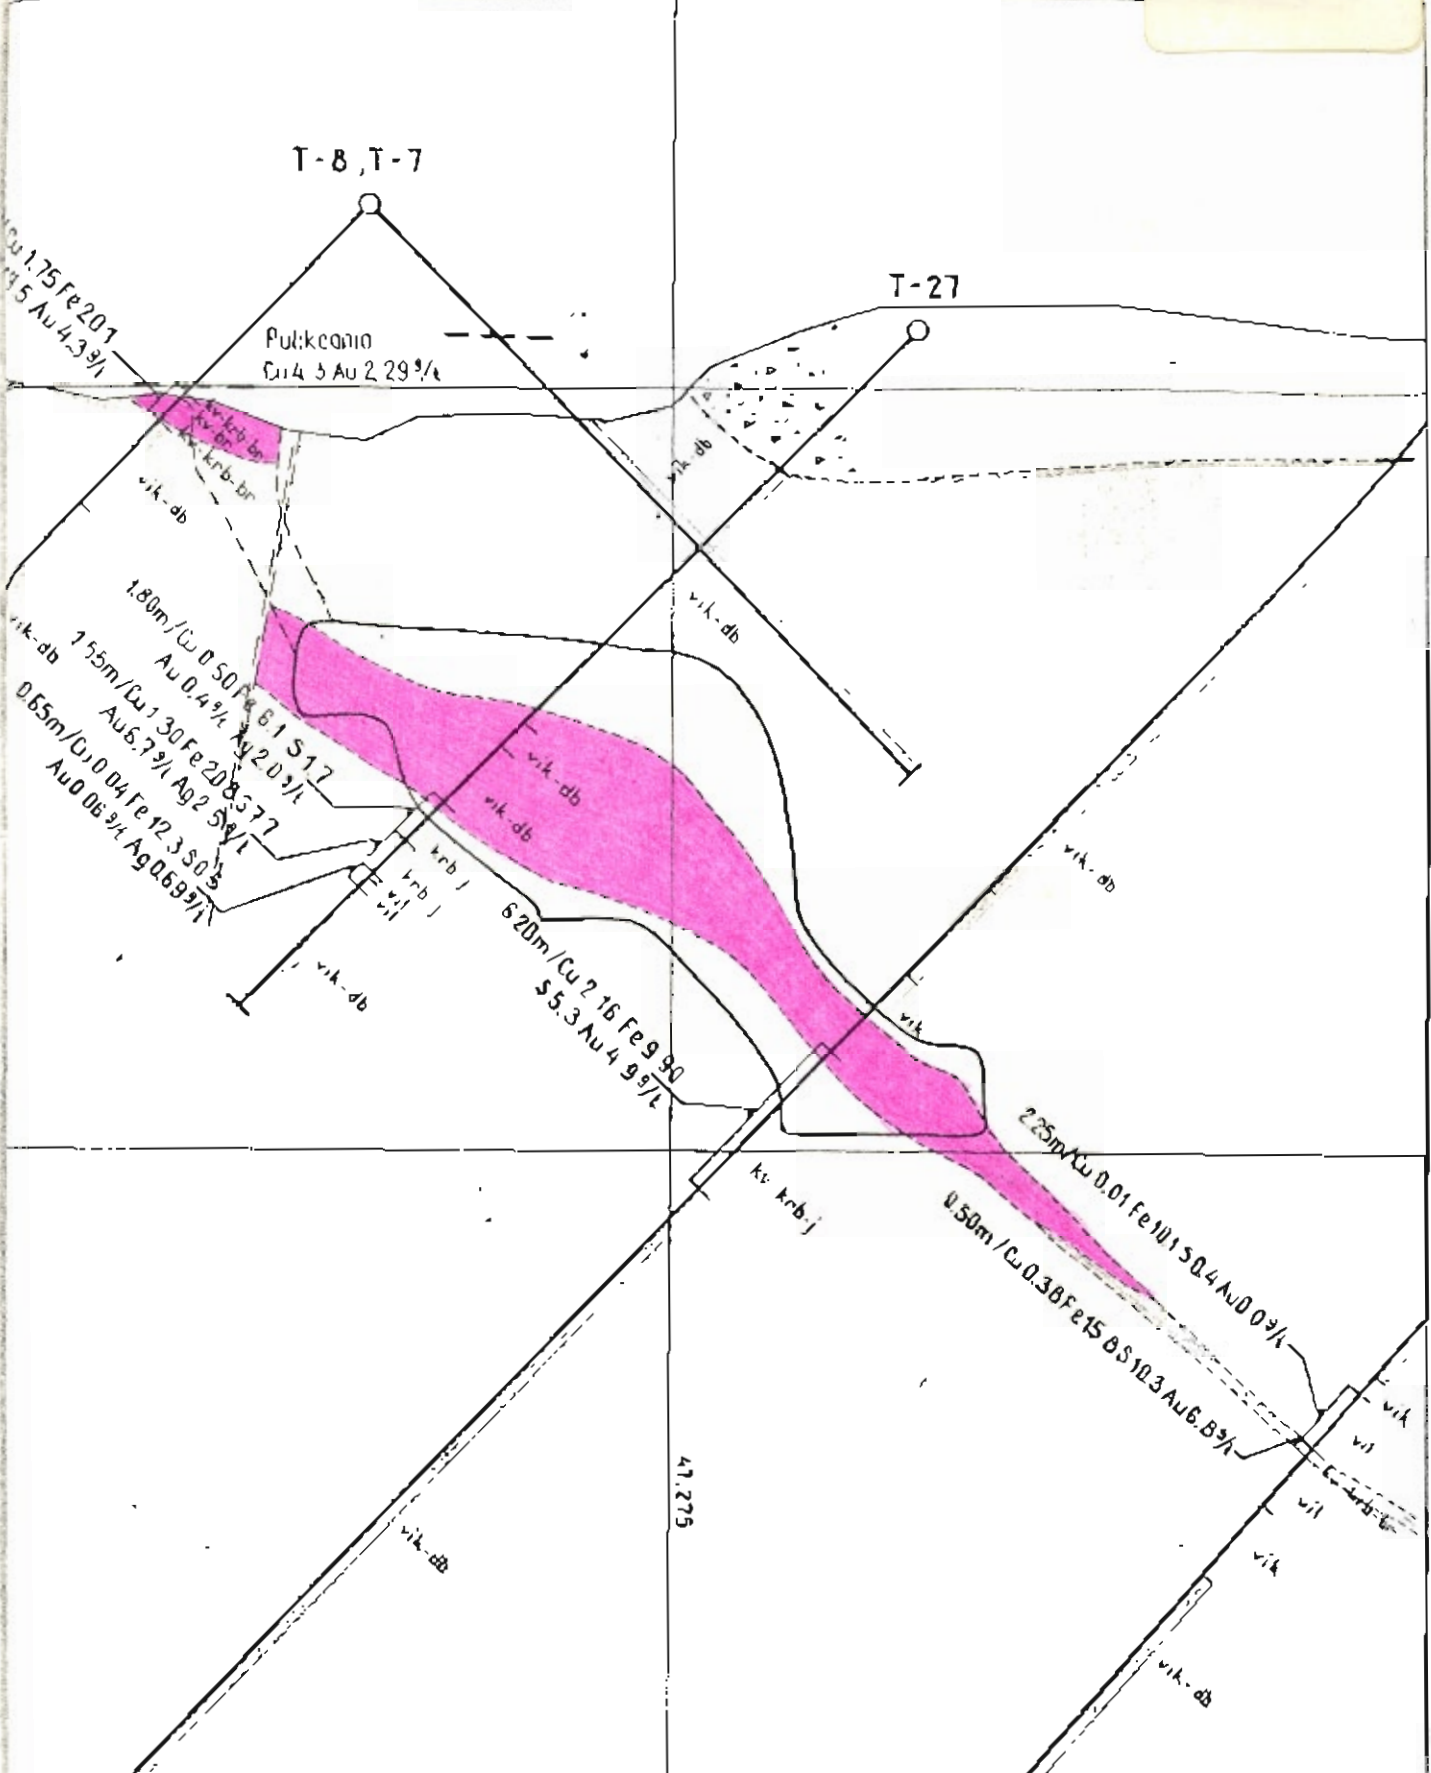 T-8, T-7
T-27
Cu 1.75 Fe 20.1
5 Au 4.3 g/t
Cu 4.3 Au 2.29 g/t
kv-krb-br
kv-br
kv-krb-br
vik-db
vik-db
vik-db
vik-db
1.80m/Cu 0.50 Fe 6.1 S 1.7
Au 0.4 g/t Ag 2.0 g/t
1.55m/Cu 1.30 Fe 20.8 S 7.7
Au 6.7 g/t Ag 2.5 g/t
0.65m/Cu 0.04 Fe 12.3 S 0.5
Au 0.06 g/t Ag 0.69 g/t
vik-db
vik-db
krb-j
krb-j
vil
vil
vik-db
vik-db
6.20m/Cu 2.16 Fe 9.90
S 5.3 Au 4.9 g/t
vik
kv-krb-j
2.25m/Cu 0.01 Fe 10.1 S 0.4 Au 0.0 g/t
0.50m/Cu 0.38 Fe 15.8 S 10.3 Au 6.8 g/t
vik
vil
vil
vik
47.275
vik-db
vik-db